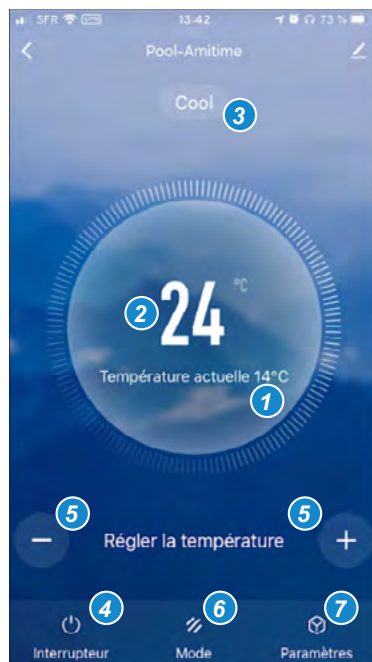 SFR VPN 13:42 73 %
Pool-Amitime
Cool
3
24 °C
2
Température actuelle 14°C
1
5 5
Régler la température
4 6 7
Interrupteur Mode Paramètres